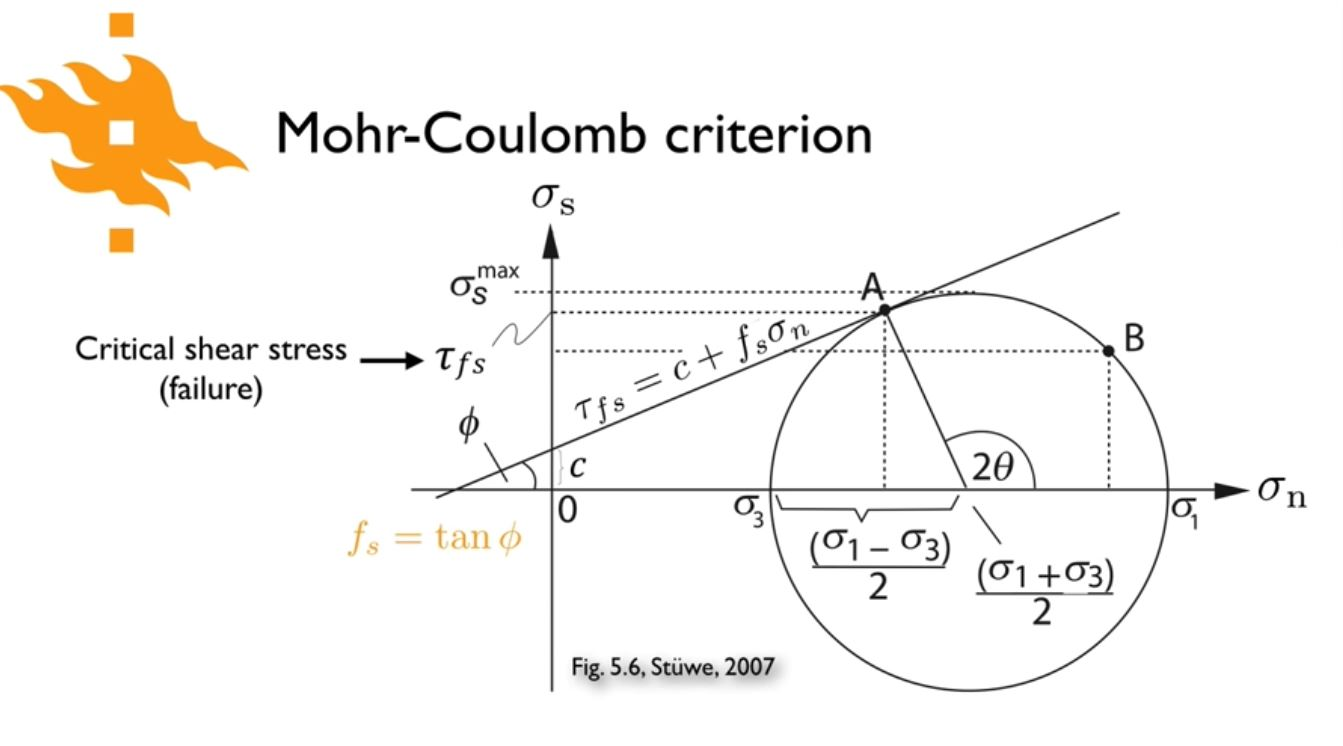 Mohr-Coulomb criterion
σs
σs^max
A
B
Critical shear stress
(failure)
τfs
τfs = c + fsσn
ϕ
c
2θ
0
σ3
σ1
σn
fs = tan ϕ
(σ1 – σ3)
2
(σ1 +σ3)
2
Fig. 5.6, Stüwe, 2007